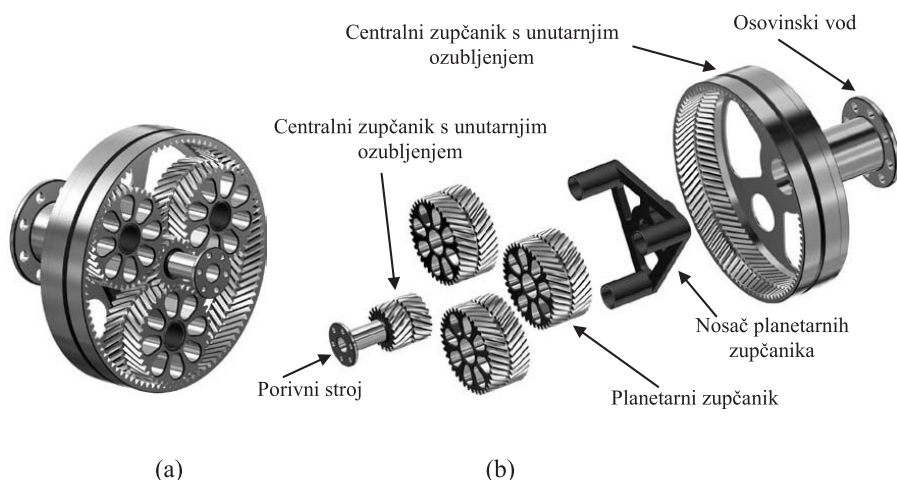 Osovinski vod
Centralni zupčanik s unutarnjim
ozubljenjem
Centralni zupčanik s unutarnjim
ozubljenjem
Nosač planetarnih
zupčanika
Porivni stroj
Planetarni zupčanik
(a)
(b)